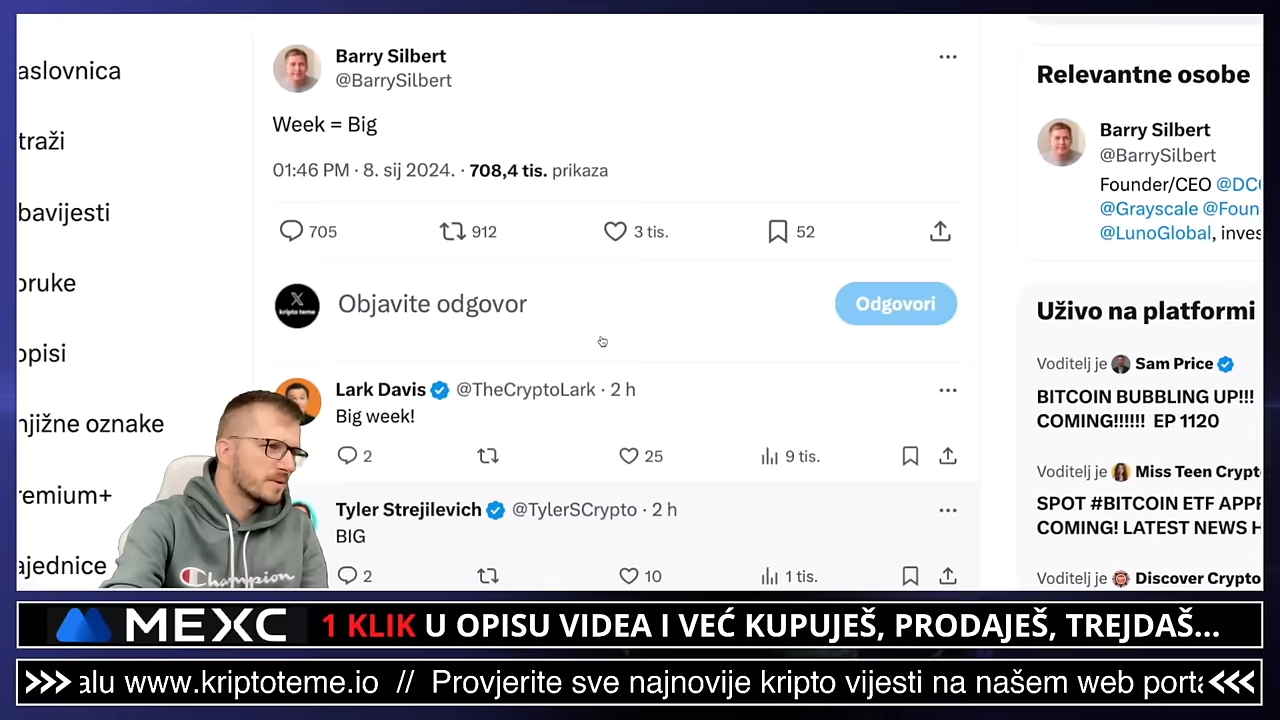 aslovnica
traži
bavijesti
oruke
opisi
njižne oznake
remium+
ajednice
Barry Silbert
@BarrySilbert
Week = Big
01:46 PM · 8. sij 2024. · 708,4 tis. prikaza
705 912 3 tis. 52
kripto teme
Objavite odgovor
Odgovori
Lark Davis @TheCryptoLark · 2 h
Big week!
2 25 9 tis.
Tyler Strejilevich @TylerSCrypto · 2 h
BIG
2 10 1 tis.
Relevantne osobe
Barry Silbert
@BarrySilbert
Founder/CEO @DC
@Grayscale @Foun
@LunoGlobal, inves
Uživo na platformi
Voditelj je Sam Price
BITCOIN BUBBLING UP!!!
COMING!!!!!! EP 1120
Voditelj je Miss Teen Crypt
SPOT #BITCOIN ETF APPR
COMING! LATEST NEWS H
Voditelj je Discover Crypto
Champion
MEXC 1 KLIK U OPISU VIDEA I VEĆ KUPUJEŠ, PRODAJEŠ, TREJDAŠ...
>>> alu www.kriptoteme.io // Provjerite sve najnovije kripto vijesti na našem web porta <<<